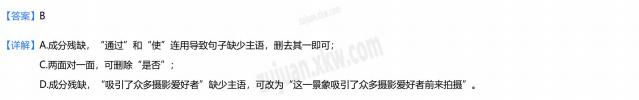 【答案】B
【详解】A.成分残缺，“通过”和“使”连用导致句子缺少主语，删去其一即可；
C.两面对一面，可删除“是否”；
D.成分残缺，“吸引了众多摄影爱好者”缺少主语，可改为“这一景象吸引了众多摄影爱好者前来拍摄”。
zujuan.xkw.com